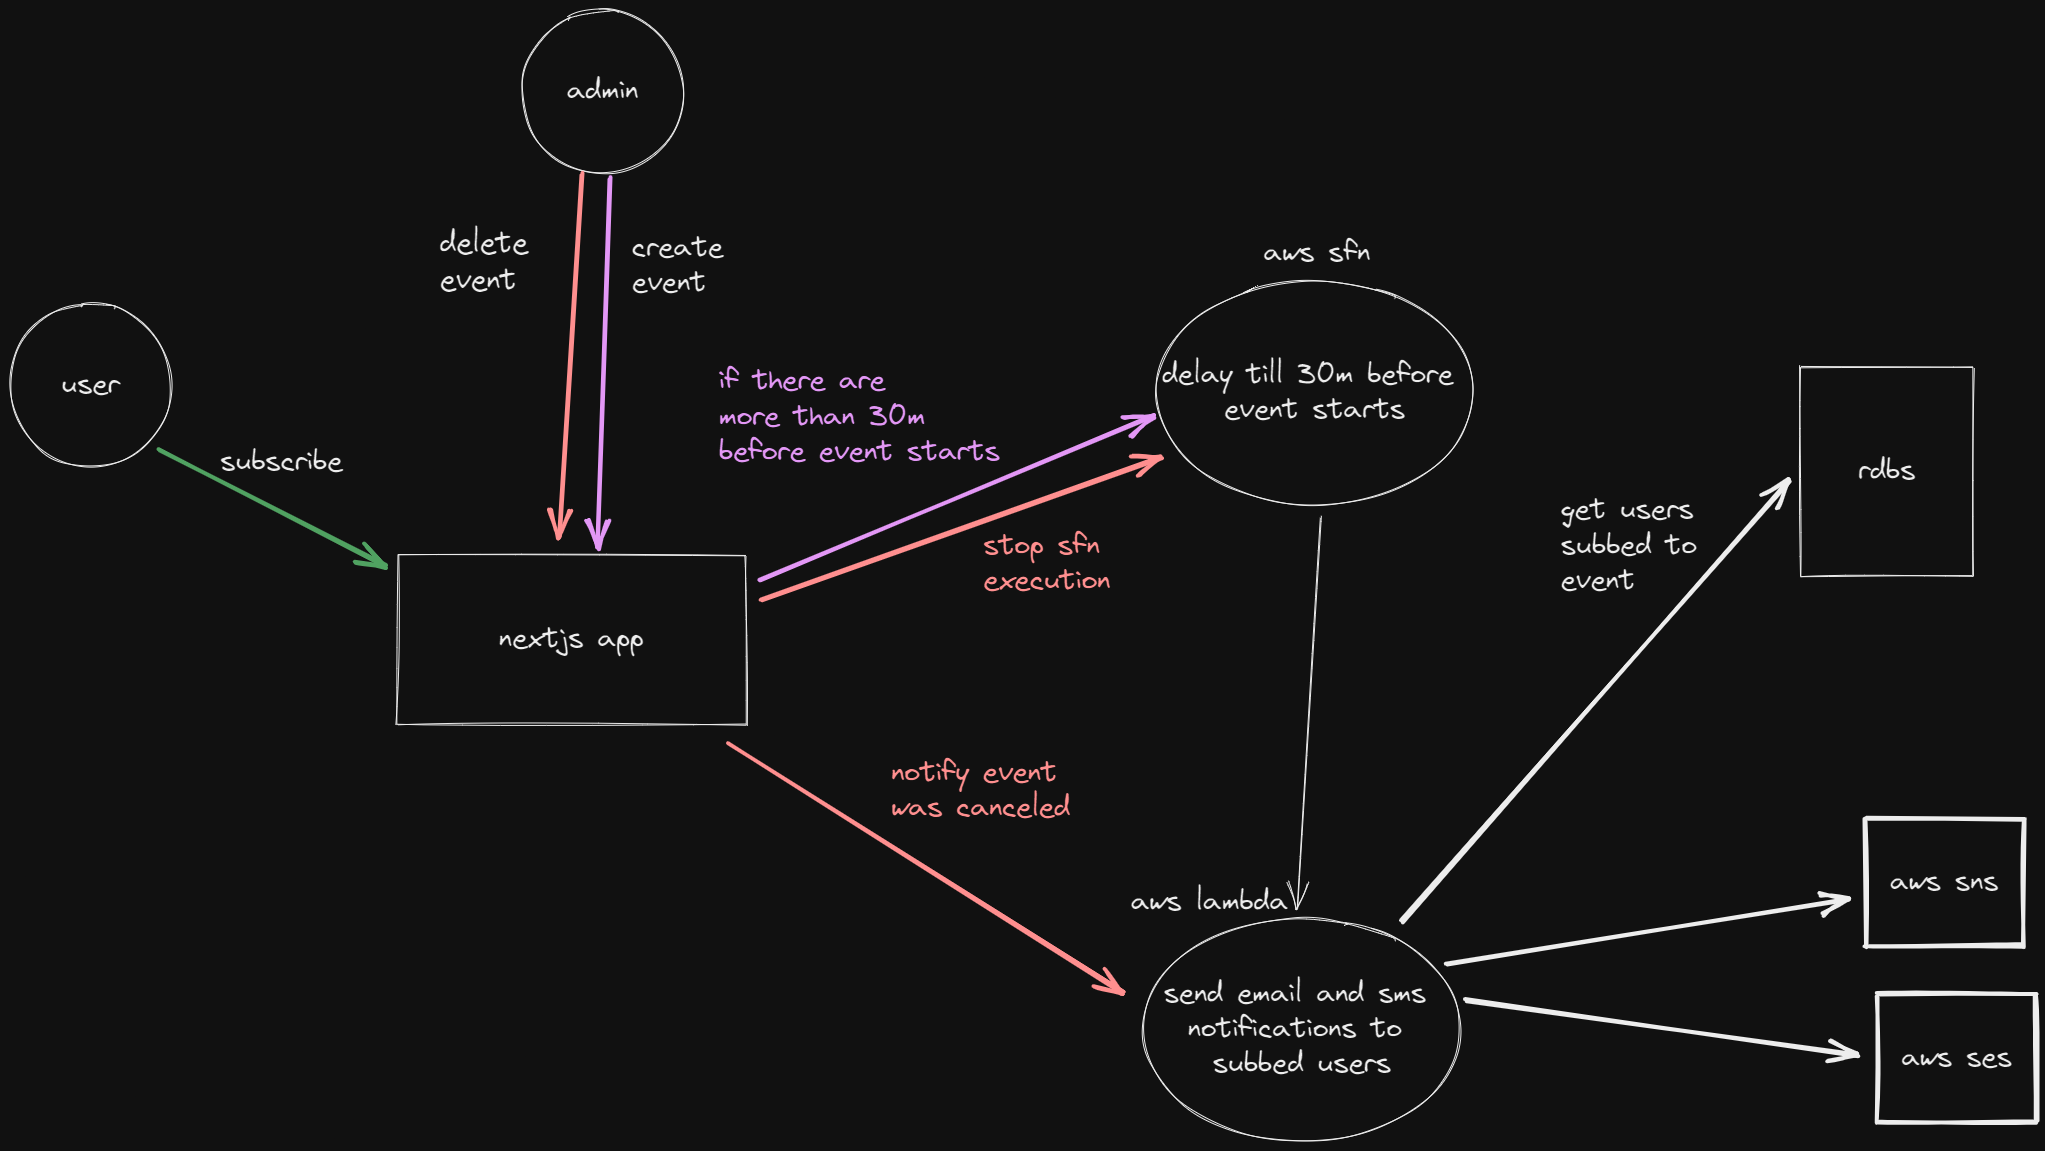 admin
delete
event
create
event
user
subscribe
if there are
more than 30m
before event starts
aws sfn
delay till 30m before
event starts
stop sfn
execution
nextjs app
get users
subbed to
event
rdbs
notify event
was canceled
aws lambda
send email and sms
notifications to
subbed users
aws sns
aws ses